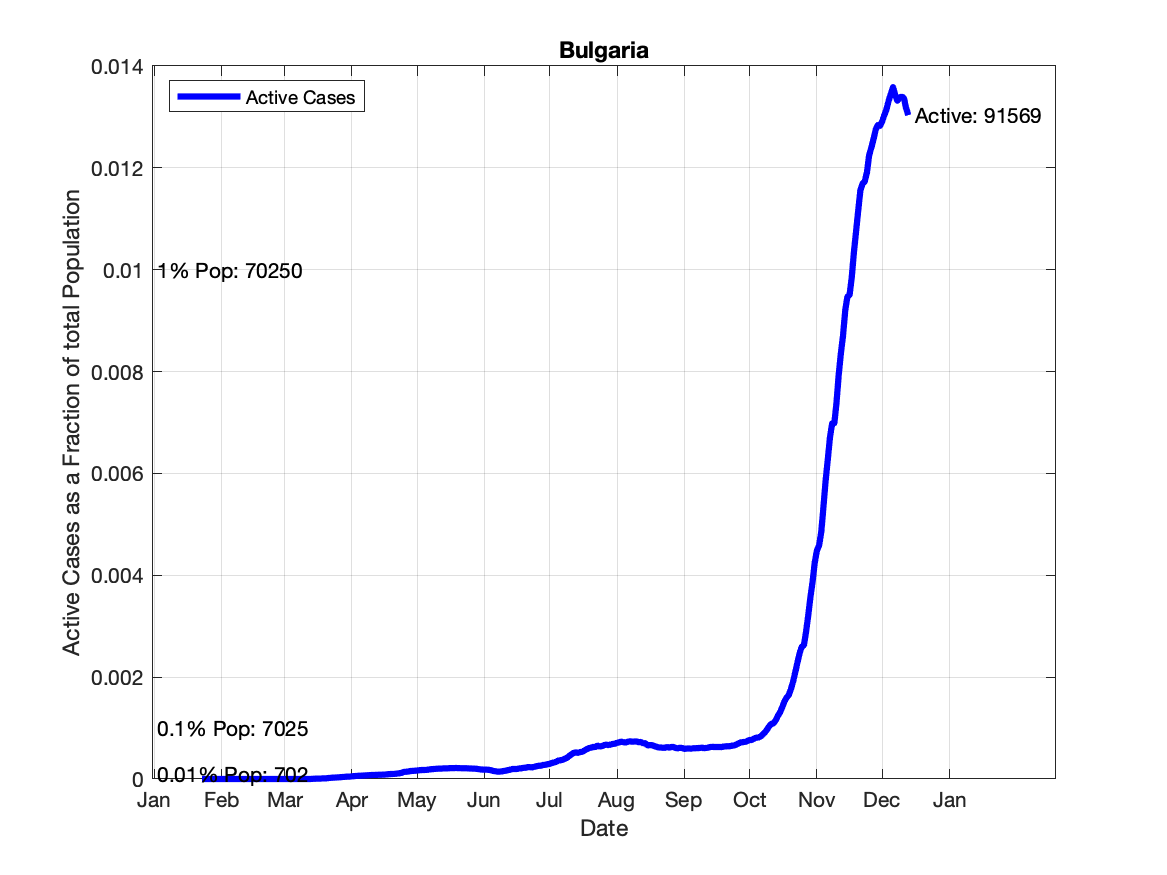 Bulgaria
0.014
Active Cases
Active: 91569
0.012
1% Pop: 70250
0.01
0.008
0.006
0.004
0.002
0.1% Pop: 7025
0.01% Pop: 702
0
Active Cases as a Fraction of total Population
Jan Feb Mar Apr May Jun Jul Aug Sep Oct Nov Dec Jan
Date